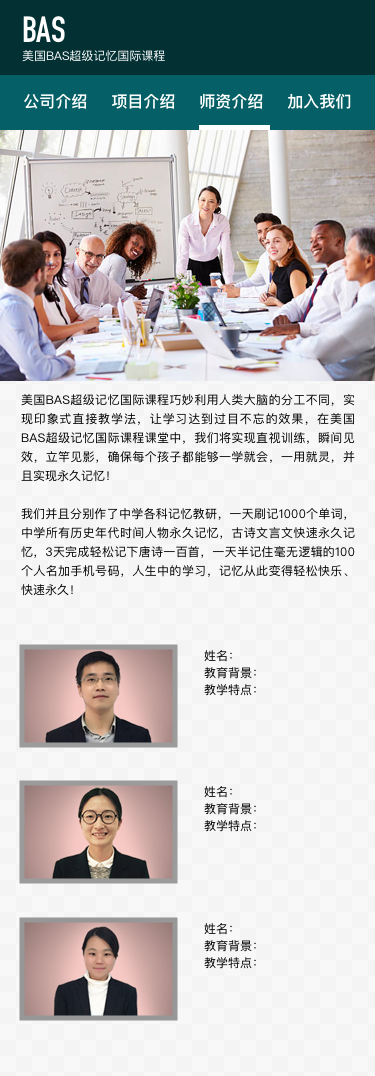 BAS
美国BAS超级记忆国际课程
公司介绍 项目介绍 师资介绍 加入我们
美国BAS超级记忆国际课程巧妙利用人类大脑的分工不同，实
现印象式直接教学法，让学习达到过目不忘的效果，在美国
BAS超级记忆国际课程课堂中，我们将实现直视训练，瞬间见
效，立竿见影，确保每个孩子都能够一学就会，一用就灵，并
且实现永久记忆！
我们并且分别作了中学各科记忆教研，一天刷记1000个单词，
中学所有历史年代时间人物永久记忆，古诗文言文快速永久记
忆，3天完成轻松记下唐诗一百首，一天半记住毫无逻辑的100
个人名加手机号码，人生中的学习，记忆从此变得轻松快乐、
快速永久！
姓名：
教育背景：
教学特点：
姓名：
教育背景：
教学特点：
姓名：
教育背景：
教学特点：